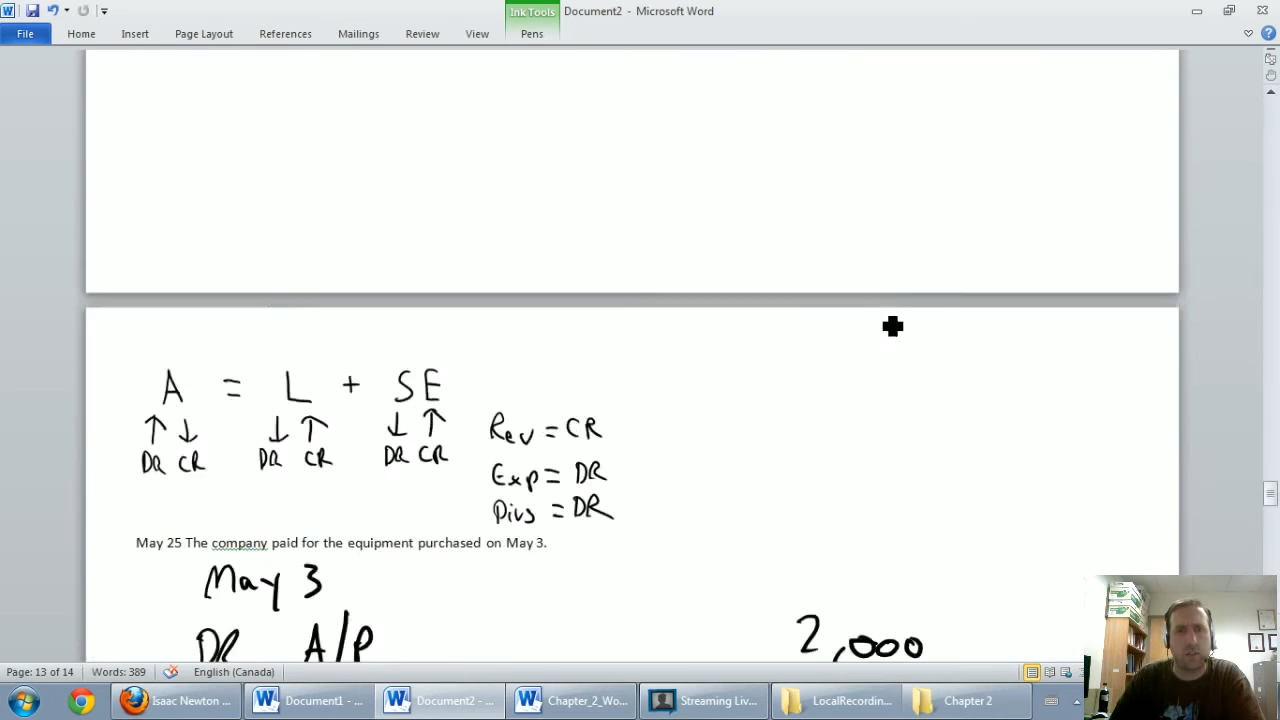 Ink Tools
Document2 - Microsoft Word
File Home Insert Page Layout References Mailings Review View Pens
A = L + SE
↑ ↓ ↓ ↑ ↓ ↑
DR CR DR CR DR CR
Rev = CR
Exp = DR
Divs = DR
May 25 The company paid for the equipment purchased on May 3.
May 3
DR A/P 2,000
Page: 13 of 14 Words: 389 English (Canada)
Isaac Newton ... Document1 - ... Document2 - ... Chapter_2_Wo... Streaming Liv... LocalRecordin... Chapter 2